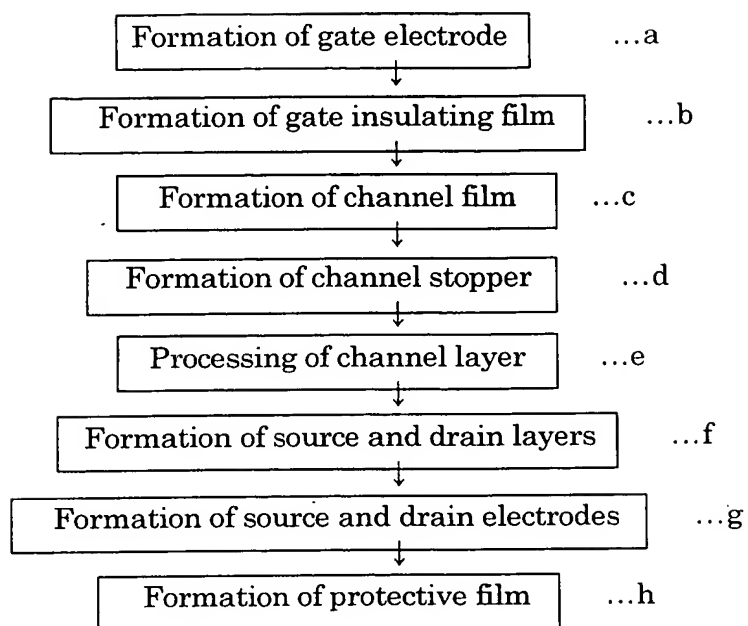 Formation of gate electrode ...a
Formation of gate insulating film ...b
Formation of channel film ...c
Formation of channel stopper ...d
Processing of channel layer ...e
Formation of source and drain layers ...f
Formation of source and drain electrodes ...g
Formation of protective film ...h